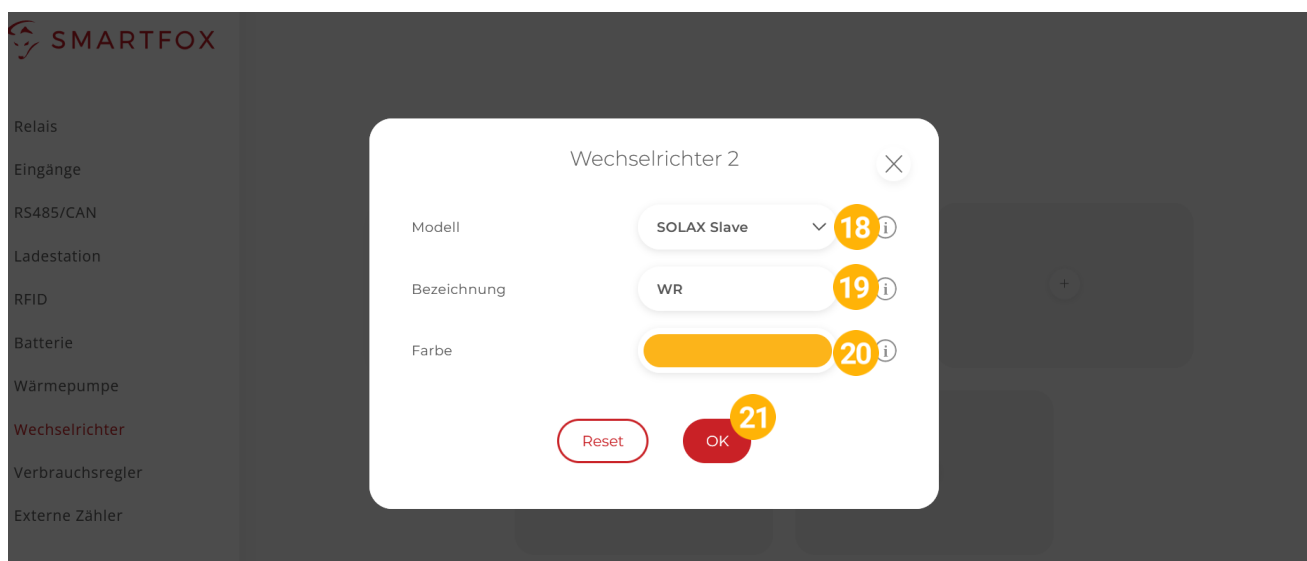 SMARTFOX
Relais
Eingänge
RS485/CAN
Ladestation
RFID
Batterie
Wärmepumpe
Wechselrichter
Verbrauchsregler
Externe Zähler
Wechselrichter 2
Modell SOLAX Slave 18 i
Bezeichnung WR 19 i
Farbe 20 i
21
Reset OK
+